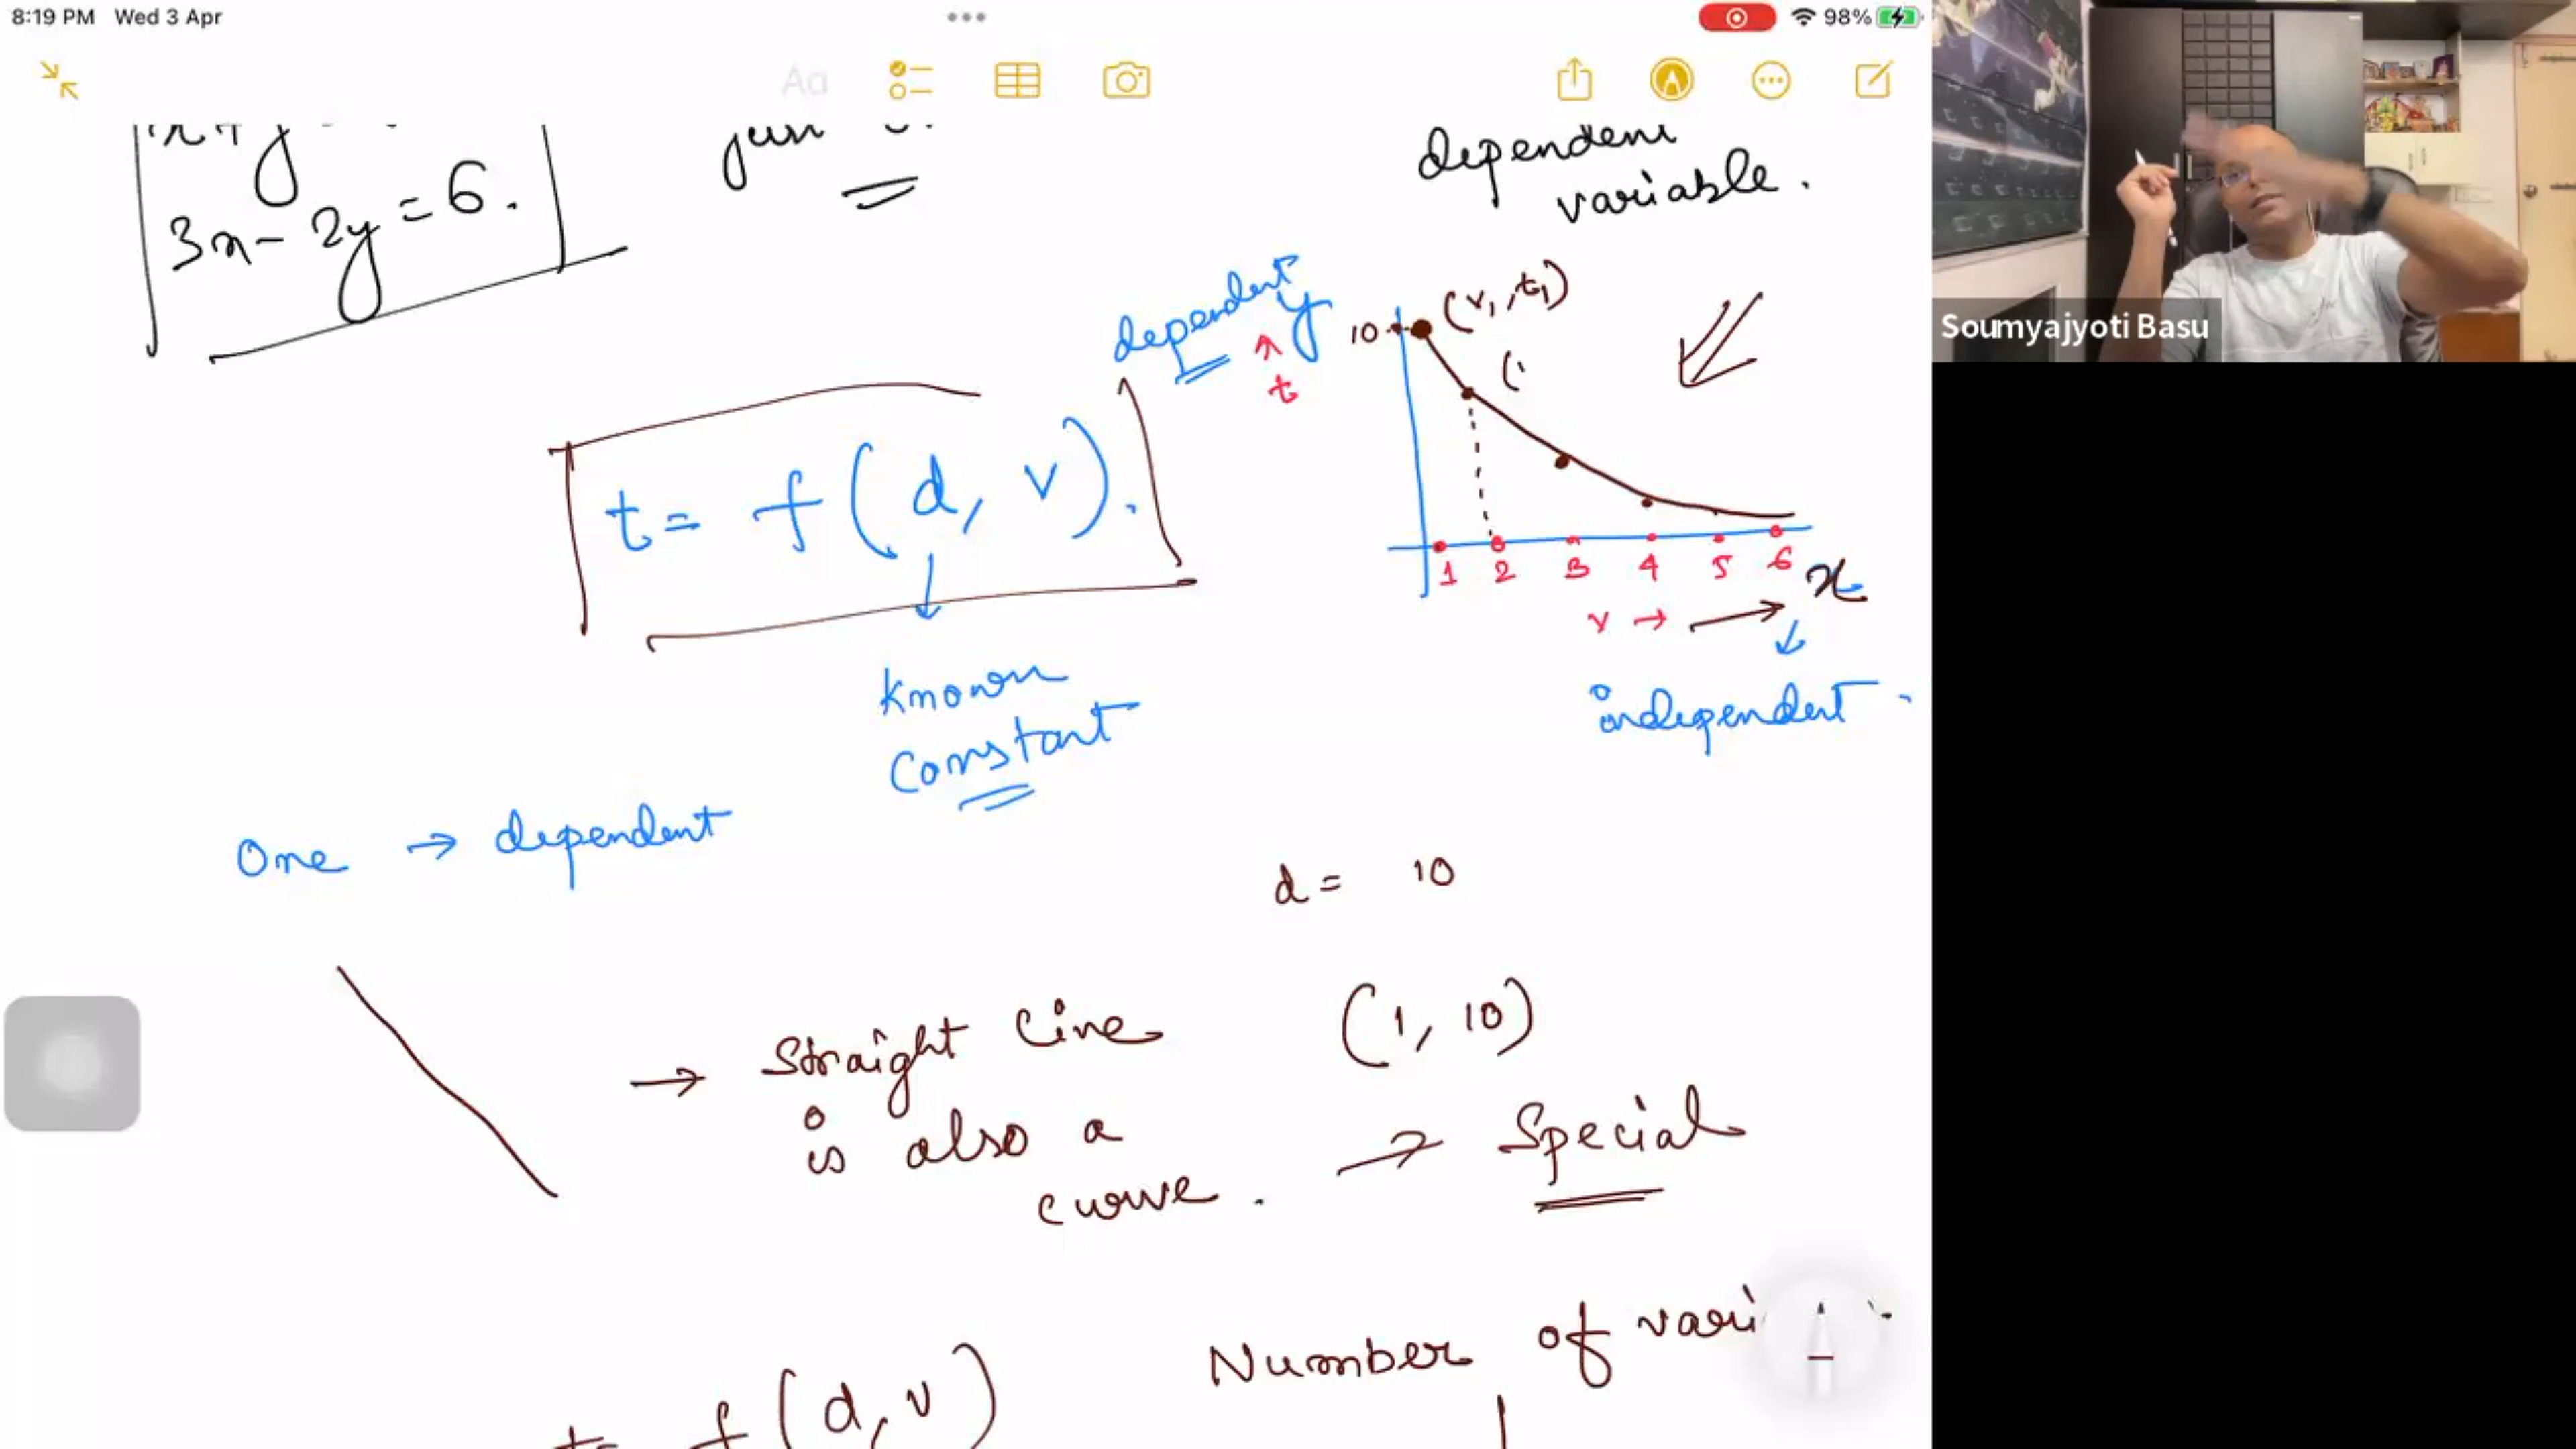 8:19 PM Wed 3 Apr
98%
Aa
3x - 2y = 6.
dependent
variable.
Soumyajyoti Basu
dependent y
t
10 (v₁, t₁)
(
t = f(d, v).
1 2 3 4 5 6 x
v →
independent
known
constant
One → dependent
d = 10
→ Straight line
is also a
curve.
(1, 10)
→ Special
Number of
t = f(d, v)